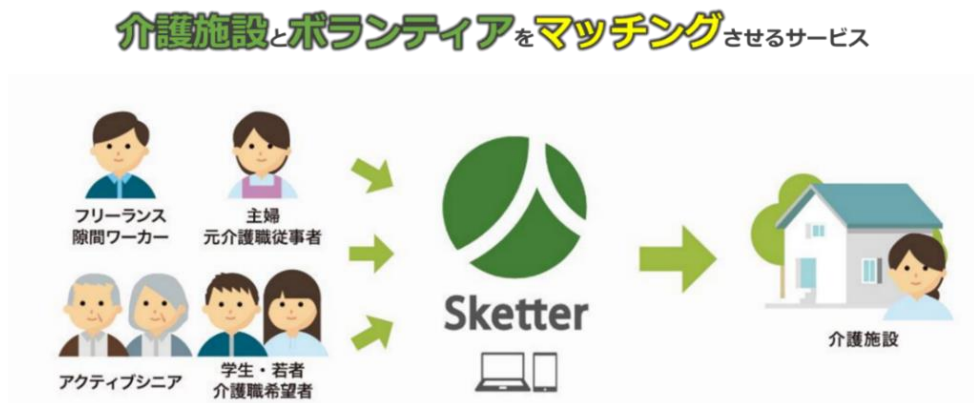 介護施設とボランティアをマッチングさせるサービス
フリーランス
隙間ワーカー
主婦
元介護職従事者
アクティブシニア
学生・若者
介護職希望者
Sketter
介護施設